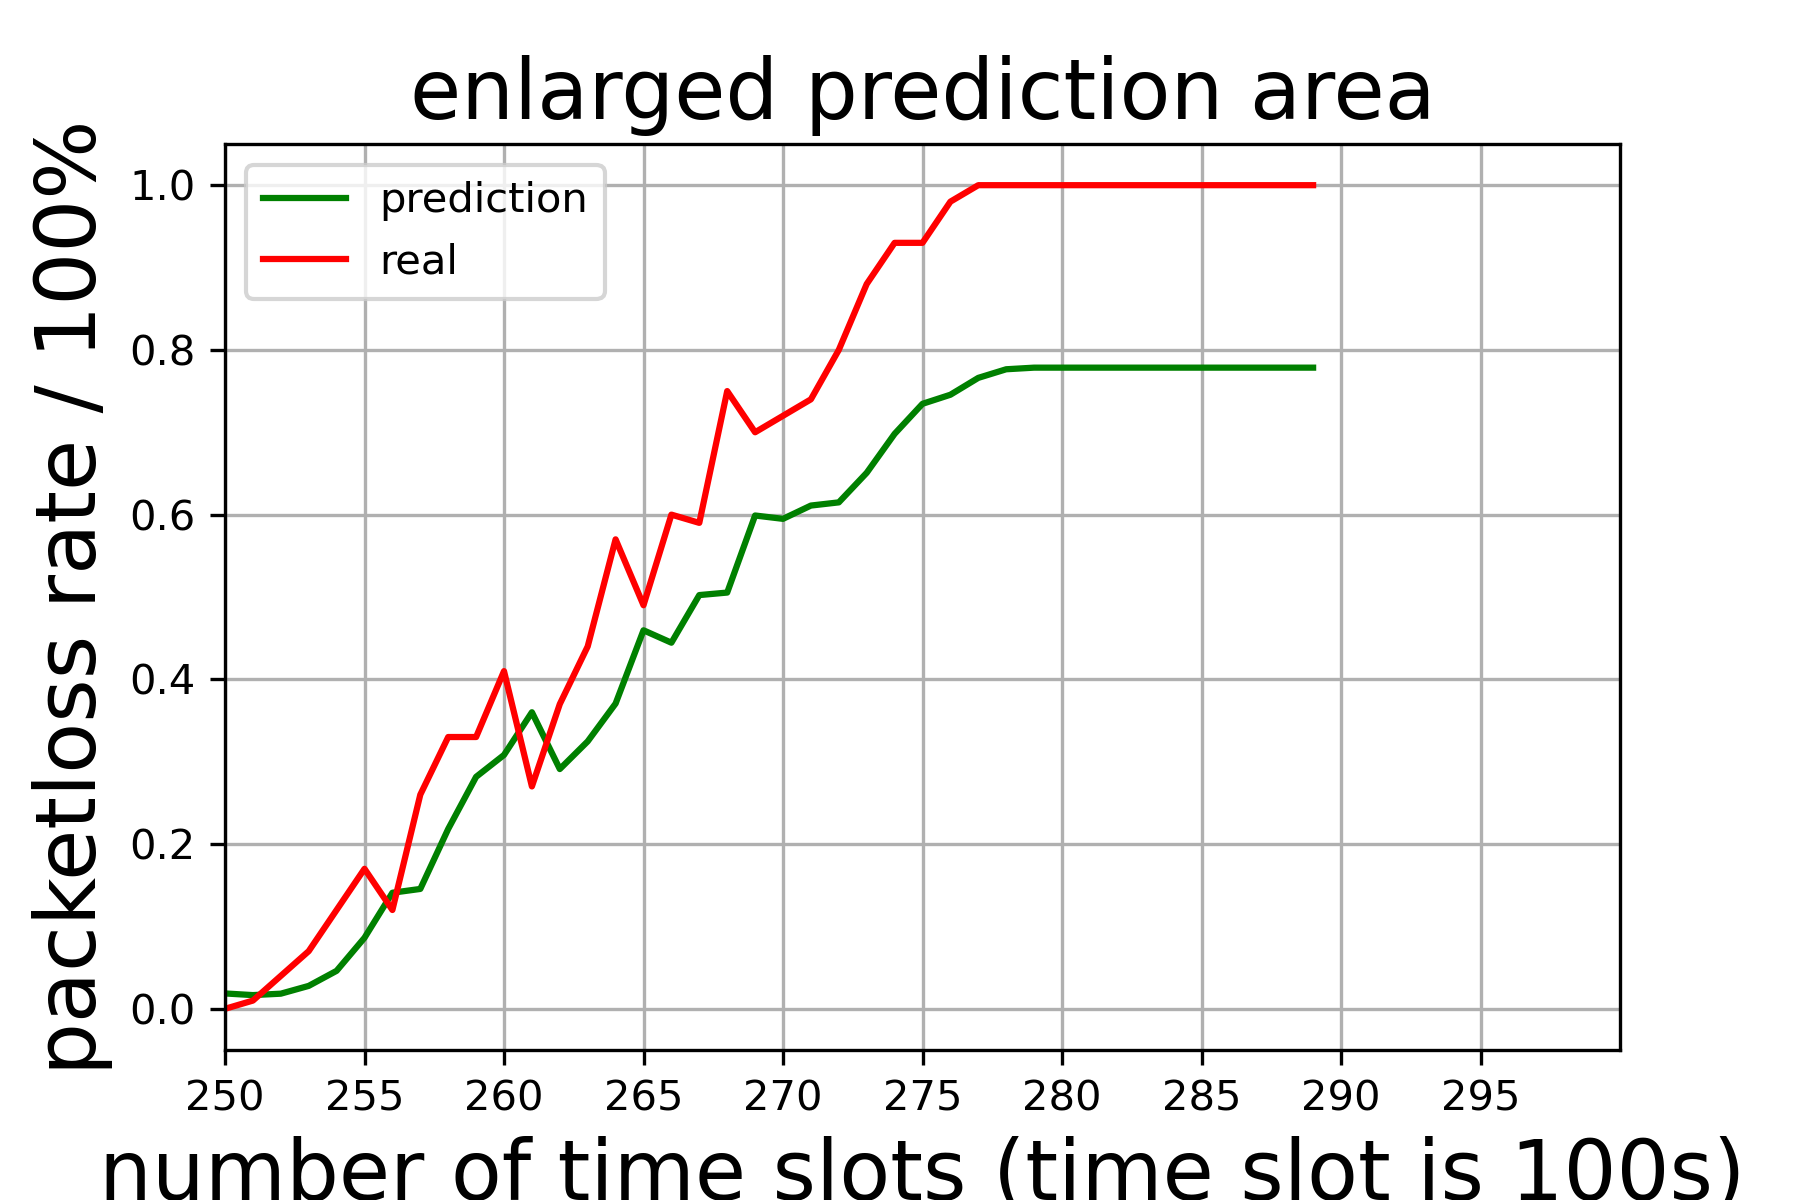 enlarged prediction area
packetloss rate / 100%
1.0
0.8
0.6
0.4
0.2
0.0
prediction
real
250 255 260 265 270 275 280 285 290 295
number of time slots (time slot is 100s)